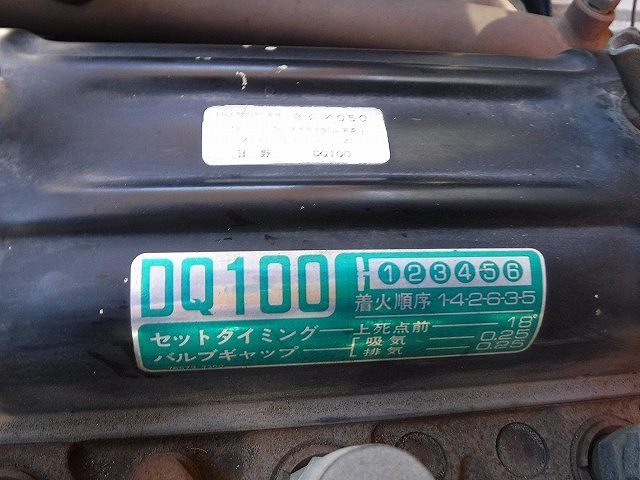 日野 DQ100
DQ100
①②③④⑤⑥
着火順序 1-4-2-6-3-5
セットタイミング 上死点前 18°
バルブギャップ 吸気 0.25
排気 0.25